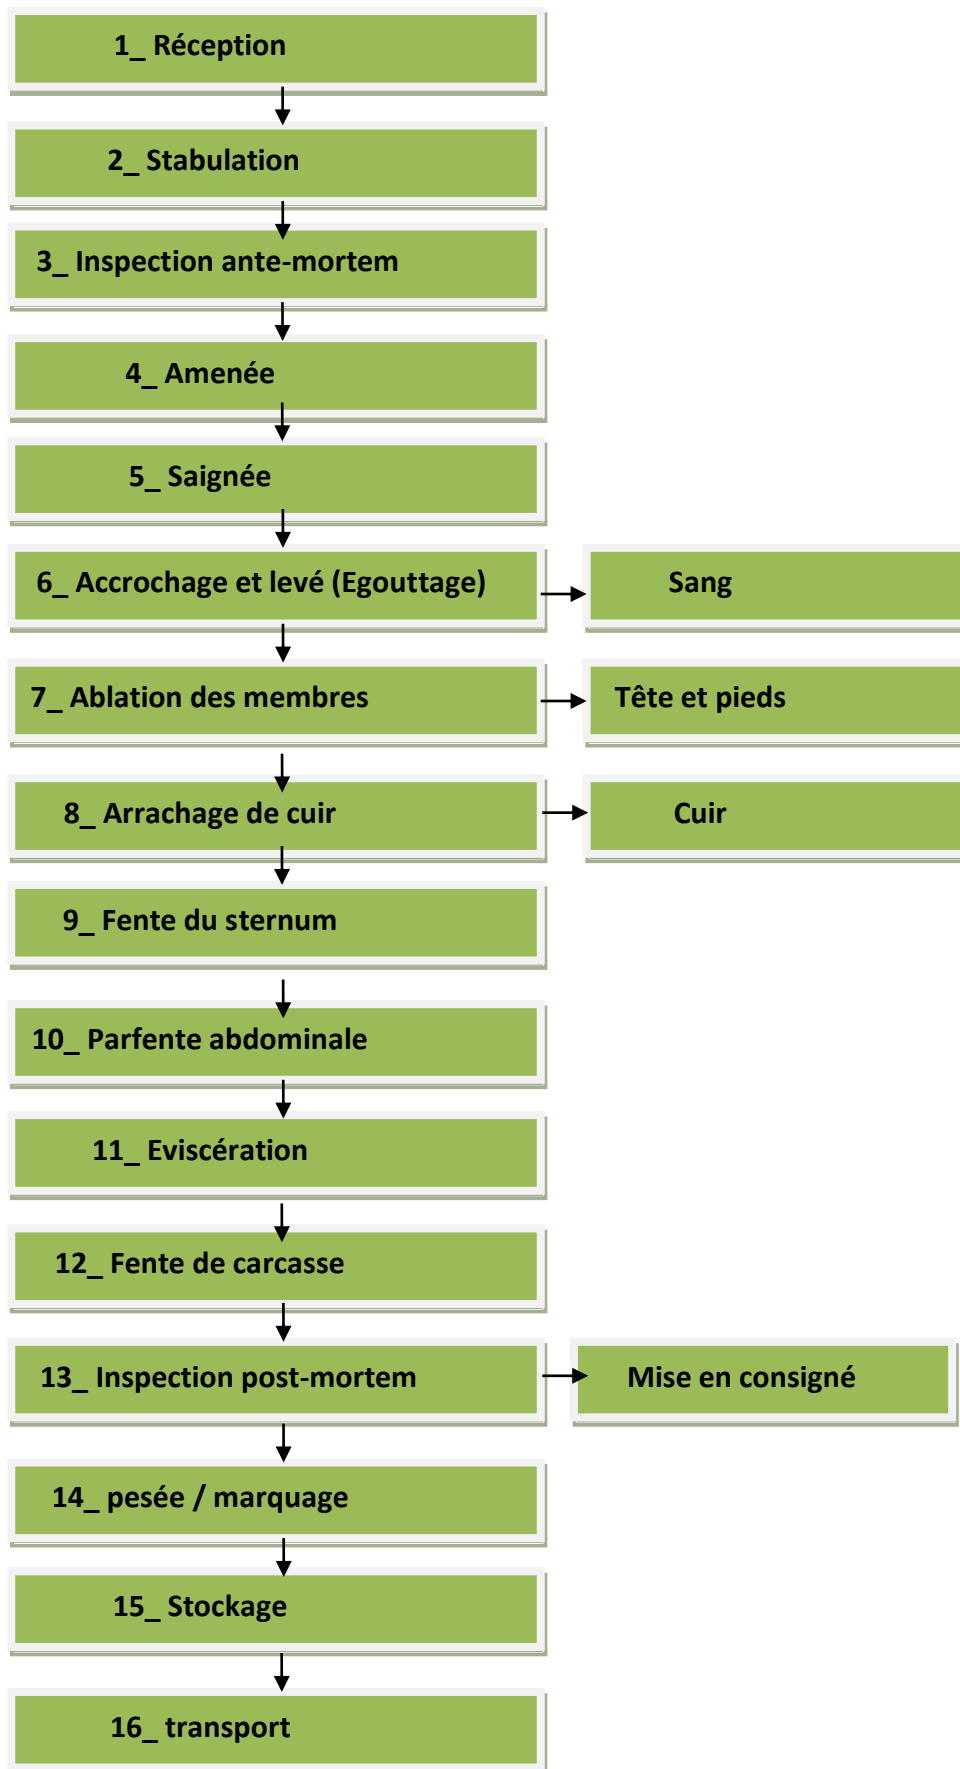 1_ Réception
2_ Stabulation
3_ Inspection ante-mortem
4_ Amenée
5_ Saignée
6_ Accrochage et levé (Egouttage)
Sang
7_ Ablation des membres
Tête et pieds
8_ Arrachage de cuir
Cuir
9_ Fente du sternum
10_ Parfente abdominale
11_ Eviscération
12_ Fente de carcasse
13_ Inspection post-mortem
Mise en consigné
14_ pesée / marquage
15_ Stockage
16_ transport